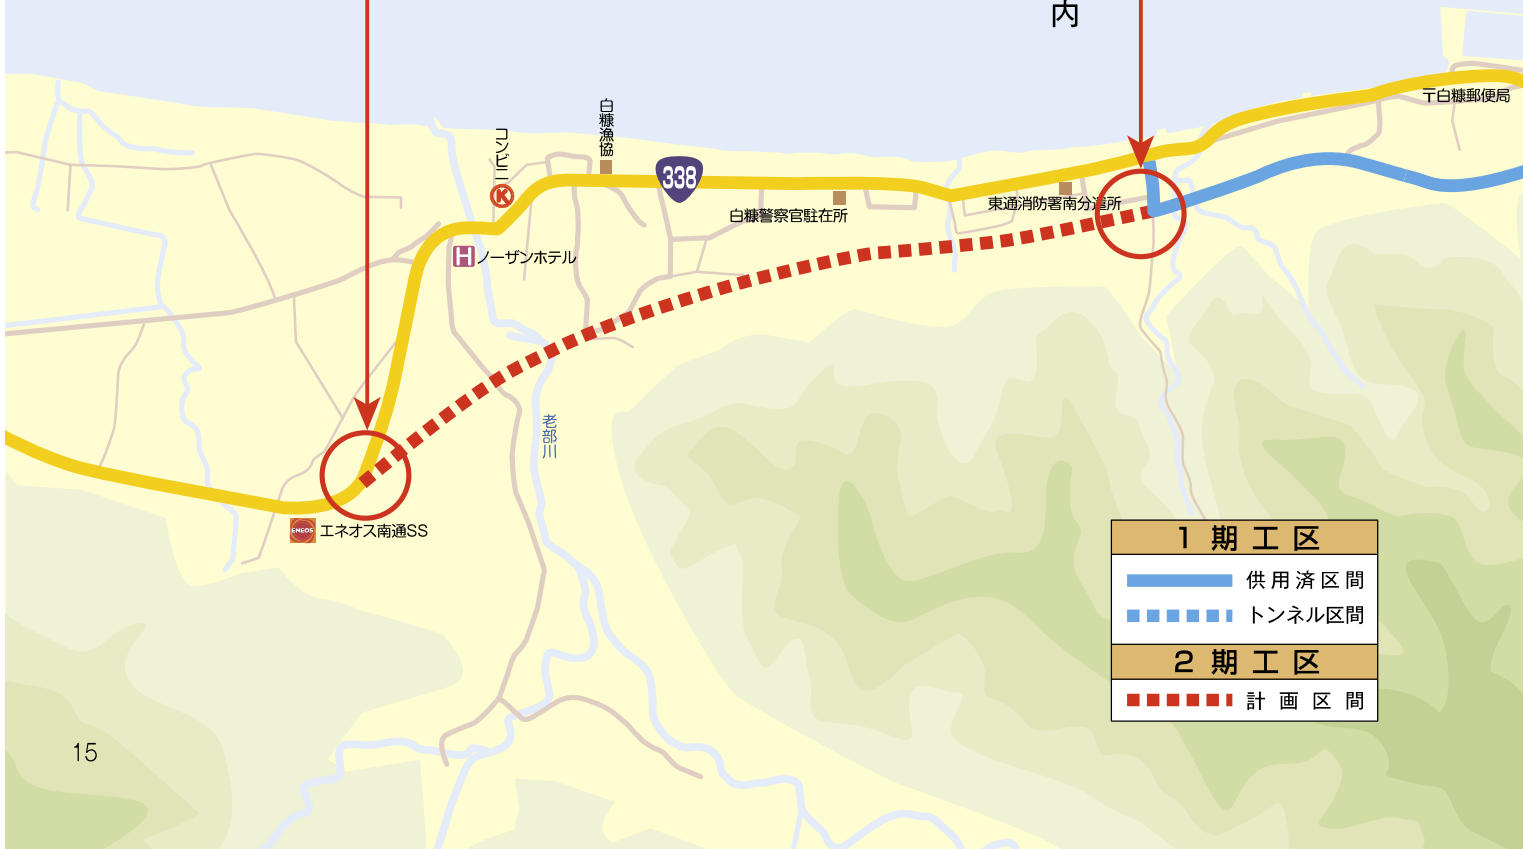 内
白糠漁協
コンビニ
K
338
〒白糠郵便局
白糠警察官駐在所
東通消防署南分遣所
H ノーザンホテル
老部川
ENEOS エネオス南通SS
1期工区
供用済区間
トンネル区間
2期工区
計画区間
15